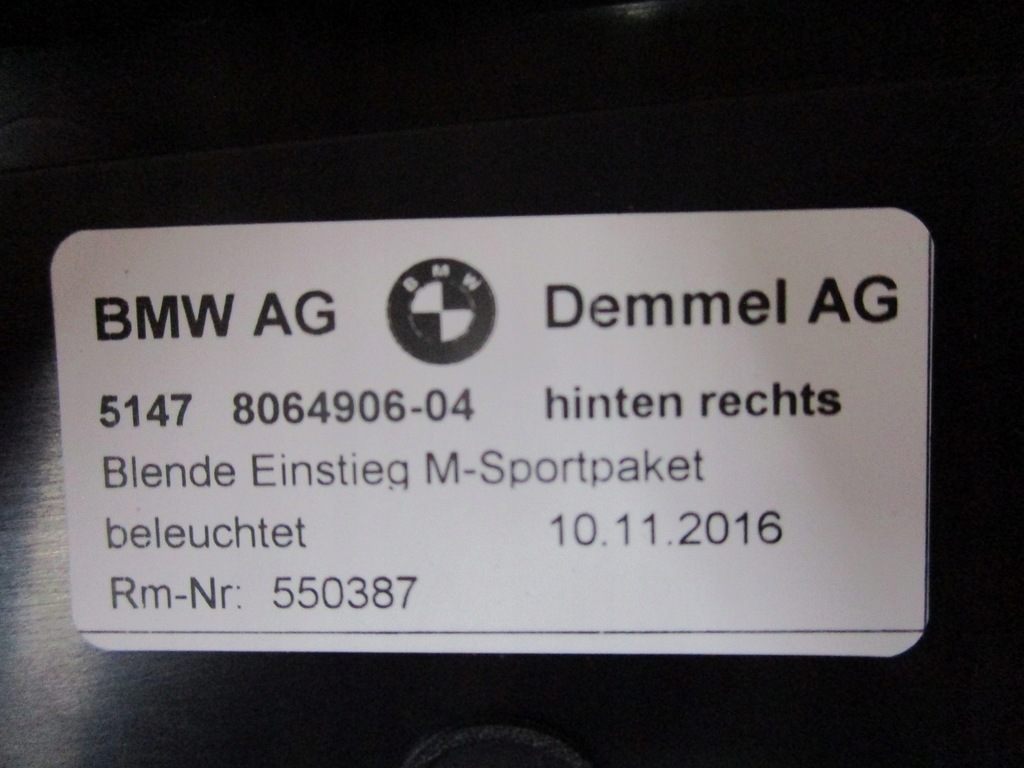 BMW AG BMW Demmel AG
5147 8064906-04 hinten rechts
Blende Einstieg M-Sportpaket
beleuchtet 10.11.2016
Rm-Nr: 550387